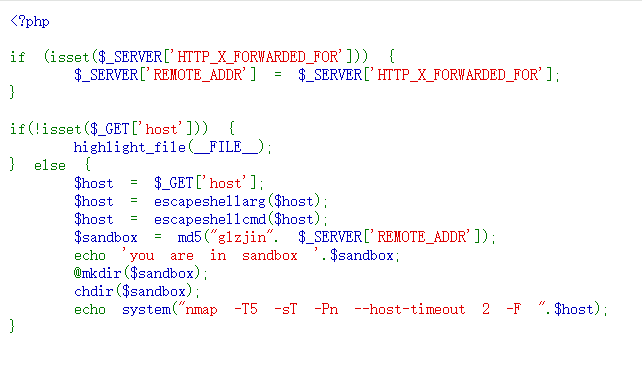 <?php
if (isset($_SERVER['HTTP_X_FORWARDED_FOR'])) {
$_SERVER['REMOTE_ADDR'] = $_SERVER['HTTP_X_FORWARDED_FOR'];
}
if(!isset($_GET['host'])) {
highlight_file(__FILE__);
} else {
$host = $_GET['host'];
$host = escapeshellarg($host);
$host = escapeshellcmd($host);
$sandbox = md5("glzjin". $_SERVER['REMOTE_ADDR']);
echo 'you are in sandbox '.$sandbox;
@mkdir($sandbox);
chdir($sandbox);
echo system("nmap -T5 -sT -Pn --host-timeout 2 -F ".$host);
}